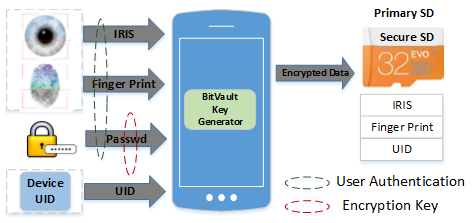 IRIS
Finger Print
Passwd
Device
UID
UID
BitVault
Key
Generator
Encrypted Data
Primary SD
Secure SD
32 EVO
IRIS
Finger Print
UID
User Authentication
Encryption Key